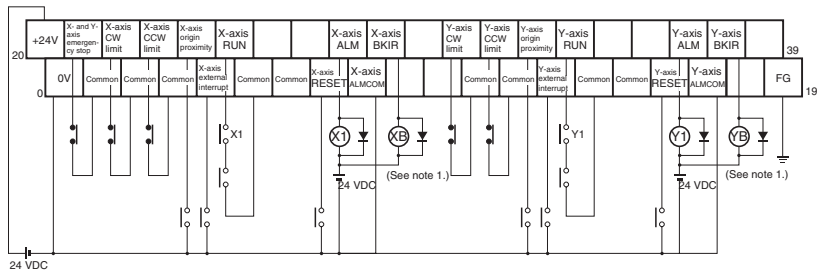 +24V
X- and Y-
axis
emergen-
cy stop
X-axis
CW
limit
X-axis
CCW
limit
X-axis
origin
proximity
X-axis
RUN
X-axis
ALM
X-axis
BKIR
Y-axis
CW
limit
Y-axis
CCW
limit
Y-axis
origin
proximity
Y-axis
RUN
Y-axis
ALM
Y-axis
BKIR
20
39
0V
Common
Common
Common
X-axis
external
interrupt
Common
Common
X-axis
RESET
X-axis
ALMCOM
Common
Common
Y-axis
external
interrupt
Common
Common
Y-axis
RESET
Y-axis
ALMCOM
FG
0
19
X1
X1
XB
Y1
Y1
YB
(See note 1.)
24 VDC
(See note 1.)
24 VDC
24 VDC